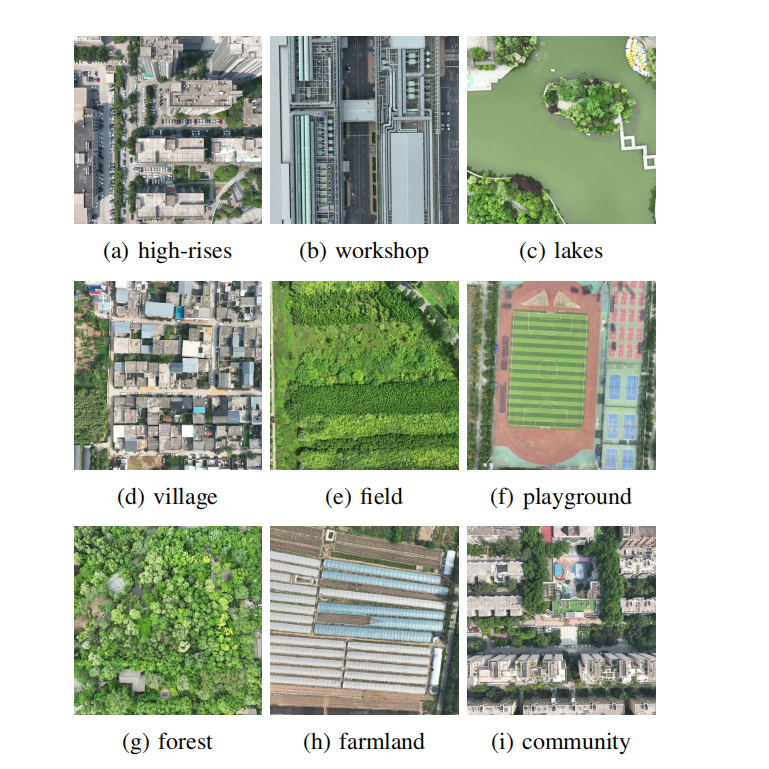 (a) high-rises (b) workshop (c) lakes
(d) village (e) field (f) playground
(g) forest (h) farmland (i) community